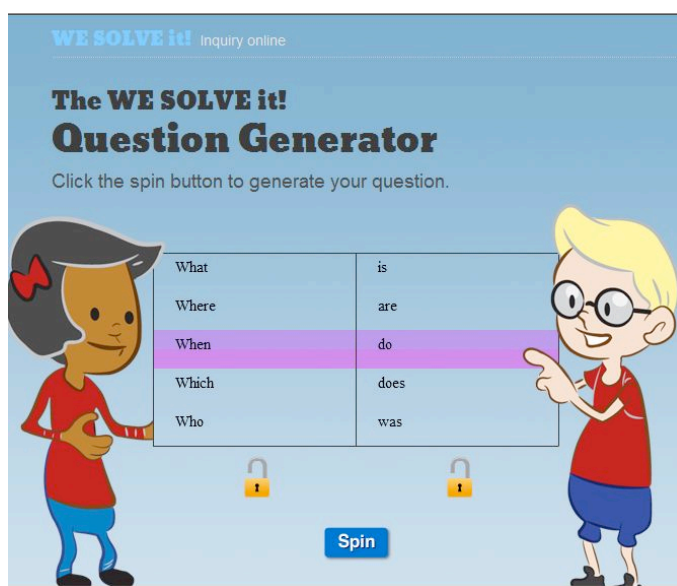 WE SOLVE it! Inquiry online
The WE SOLVE it!
Question Generator
Click the spin button to generate your question.
What is
Where are
When do
Which does
Who was
Spin